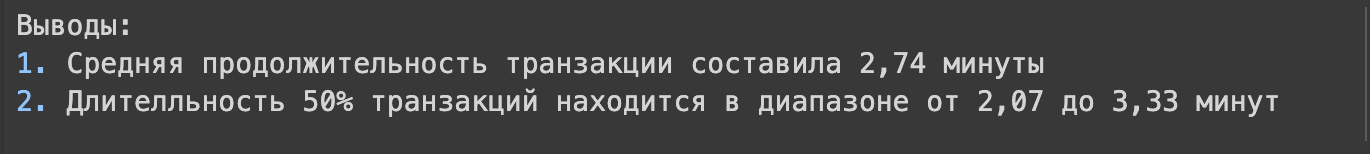 Выводы:
1. Средняя продолжительность транзакции составила 2,74 минуты
2. Длителльность 50% транзакций находится в диапазоне от 2,07 до 3,33 минут